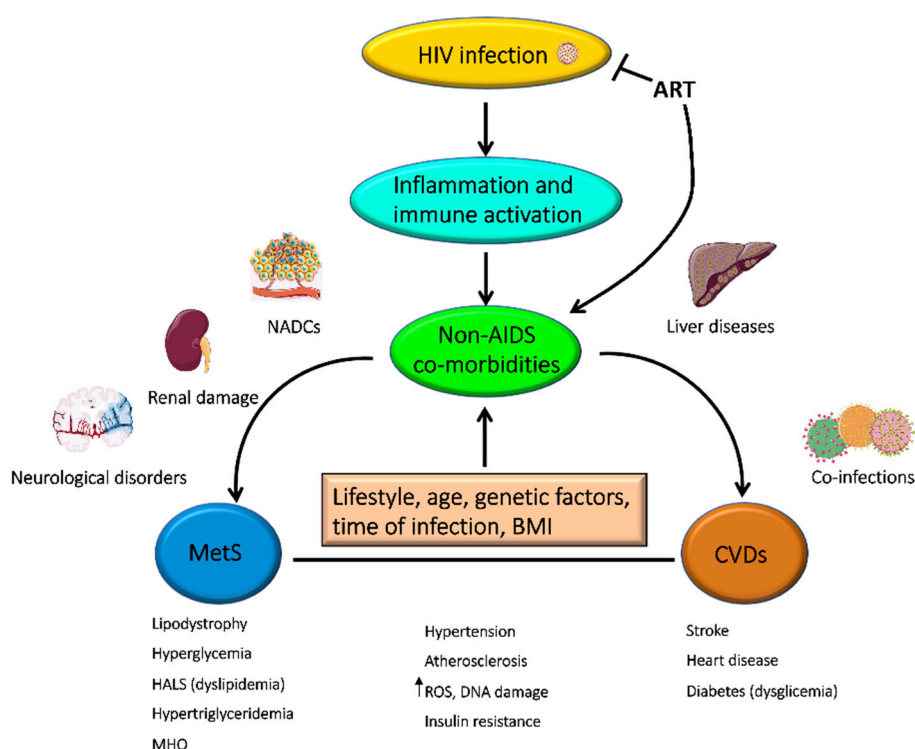 HIV infection
ART
Inflammation and
immune activation
NADCs
Liver diseases
Non-AIDS
co-morbidities
Renal damage
Neurological disorders
Co-infections
Lifestyle, age, genetic factors,
time of infection, BMI
MetS
CVDs
Lipodystrophy
Hyperglycemia
HALS (dyslipidemia)
Hypertriglyceridemia
MHO
Hypertension
Atherosclerosis
↑ROS, DNA damage
Insulin resistance
Stroke
Heart disease
Diabetes (dysglicemia)